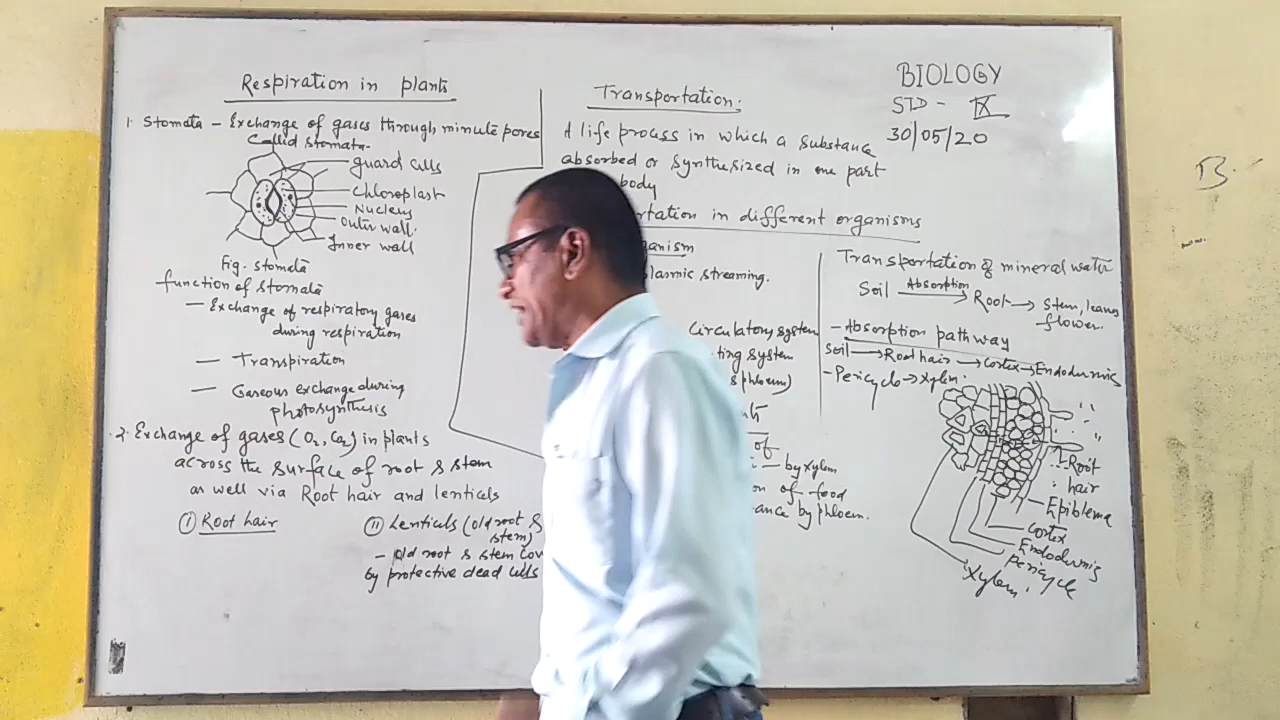 Respiration in plants
1. Stomata – Exchange of gases through minute pores
Called stomata.
guard cells
Chloroplast
Nucleus
Outer wall.
Inner wall
Fig. stomata
function of stomata
— Exchange of respiratory gases
during respiration
— Transpiration
— Gaseous exchange during
photosynthesis
2. Exchange of gases (O2, CO2) in plants
across the surface of root & stem
as well via Root hair and lenticels
(i) Root hair
(ii) Lenticels (old root &
stem)
- Old root & stem cov
by protective dead cells
Transportation.
A life process in which a substance
absorbed or synthesized in one part
body
rtation in different organisms
ganism
lasmic streaming.
Circulatory system
ting system
& phloem)
of
— by xylem
on of food
ance by phloem.
BIOLOGY
STD – IX
30/05/20
Transportation of mineral water
Soil Absorption → Root → Stem, leaves
flower.
- Absorption pathway
Soil → Root hair → Cortex → Endodermis
- Pericycle → Xylem.
Root
hair
Epiblema
Cortex
Endodermis
Pericycle
Xylem.
B.